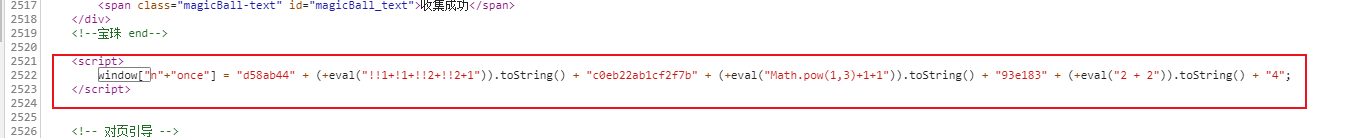 2517 <span class="magicBall-text" id="magicBall_text">收集成功</span>
2518 </div>
2519 <!--宝珠 end-->
2520
2521 <script>
2522 window["n"+"once"] = "d58ab44" + (+eval("!!1+!1+!!2+!!2+1")).toString() + "c0eb22ab1cf2f7b" + (+eval("Math.pow(1,3)+1+1")).toString() + "93e183" + (+eval("2 + 2")).toString() + "4";
2523 </script>
2524
2525
2526 <!-- 对页引导 -->